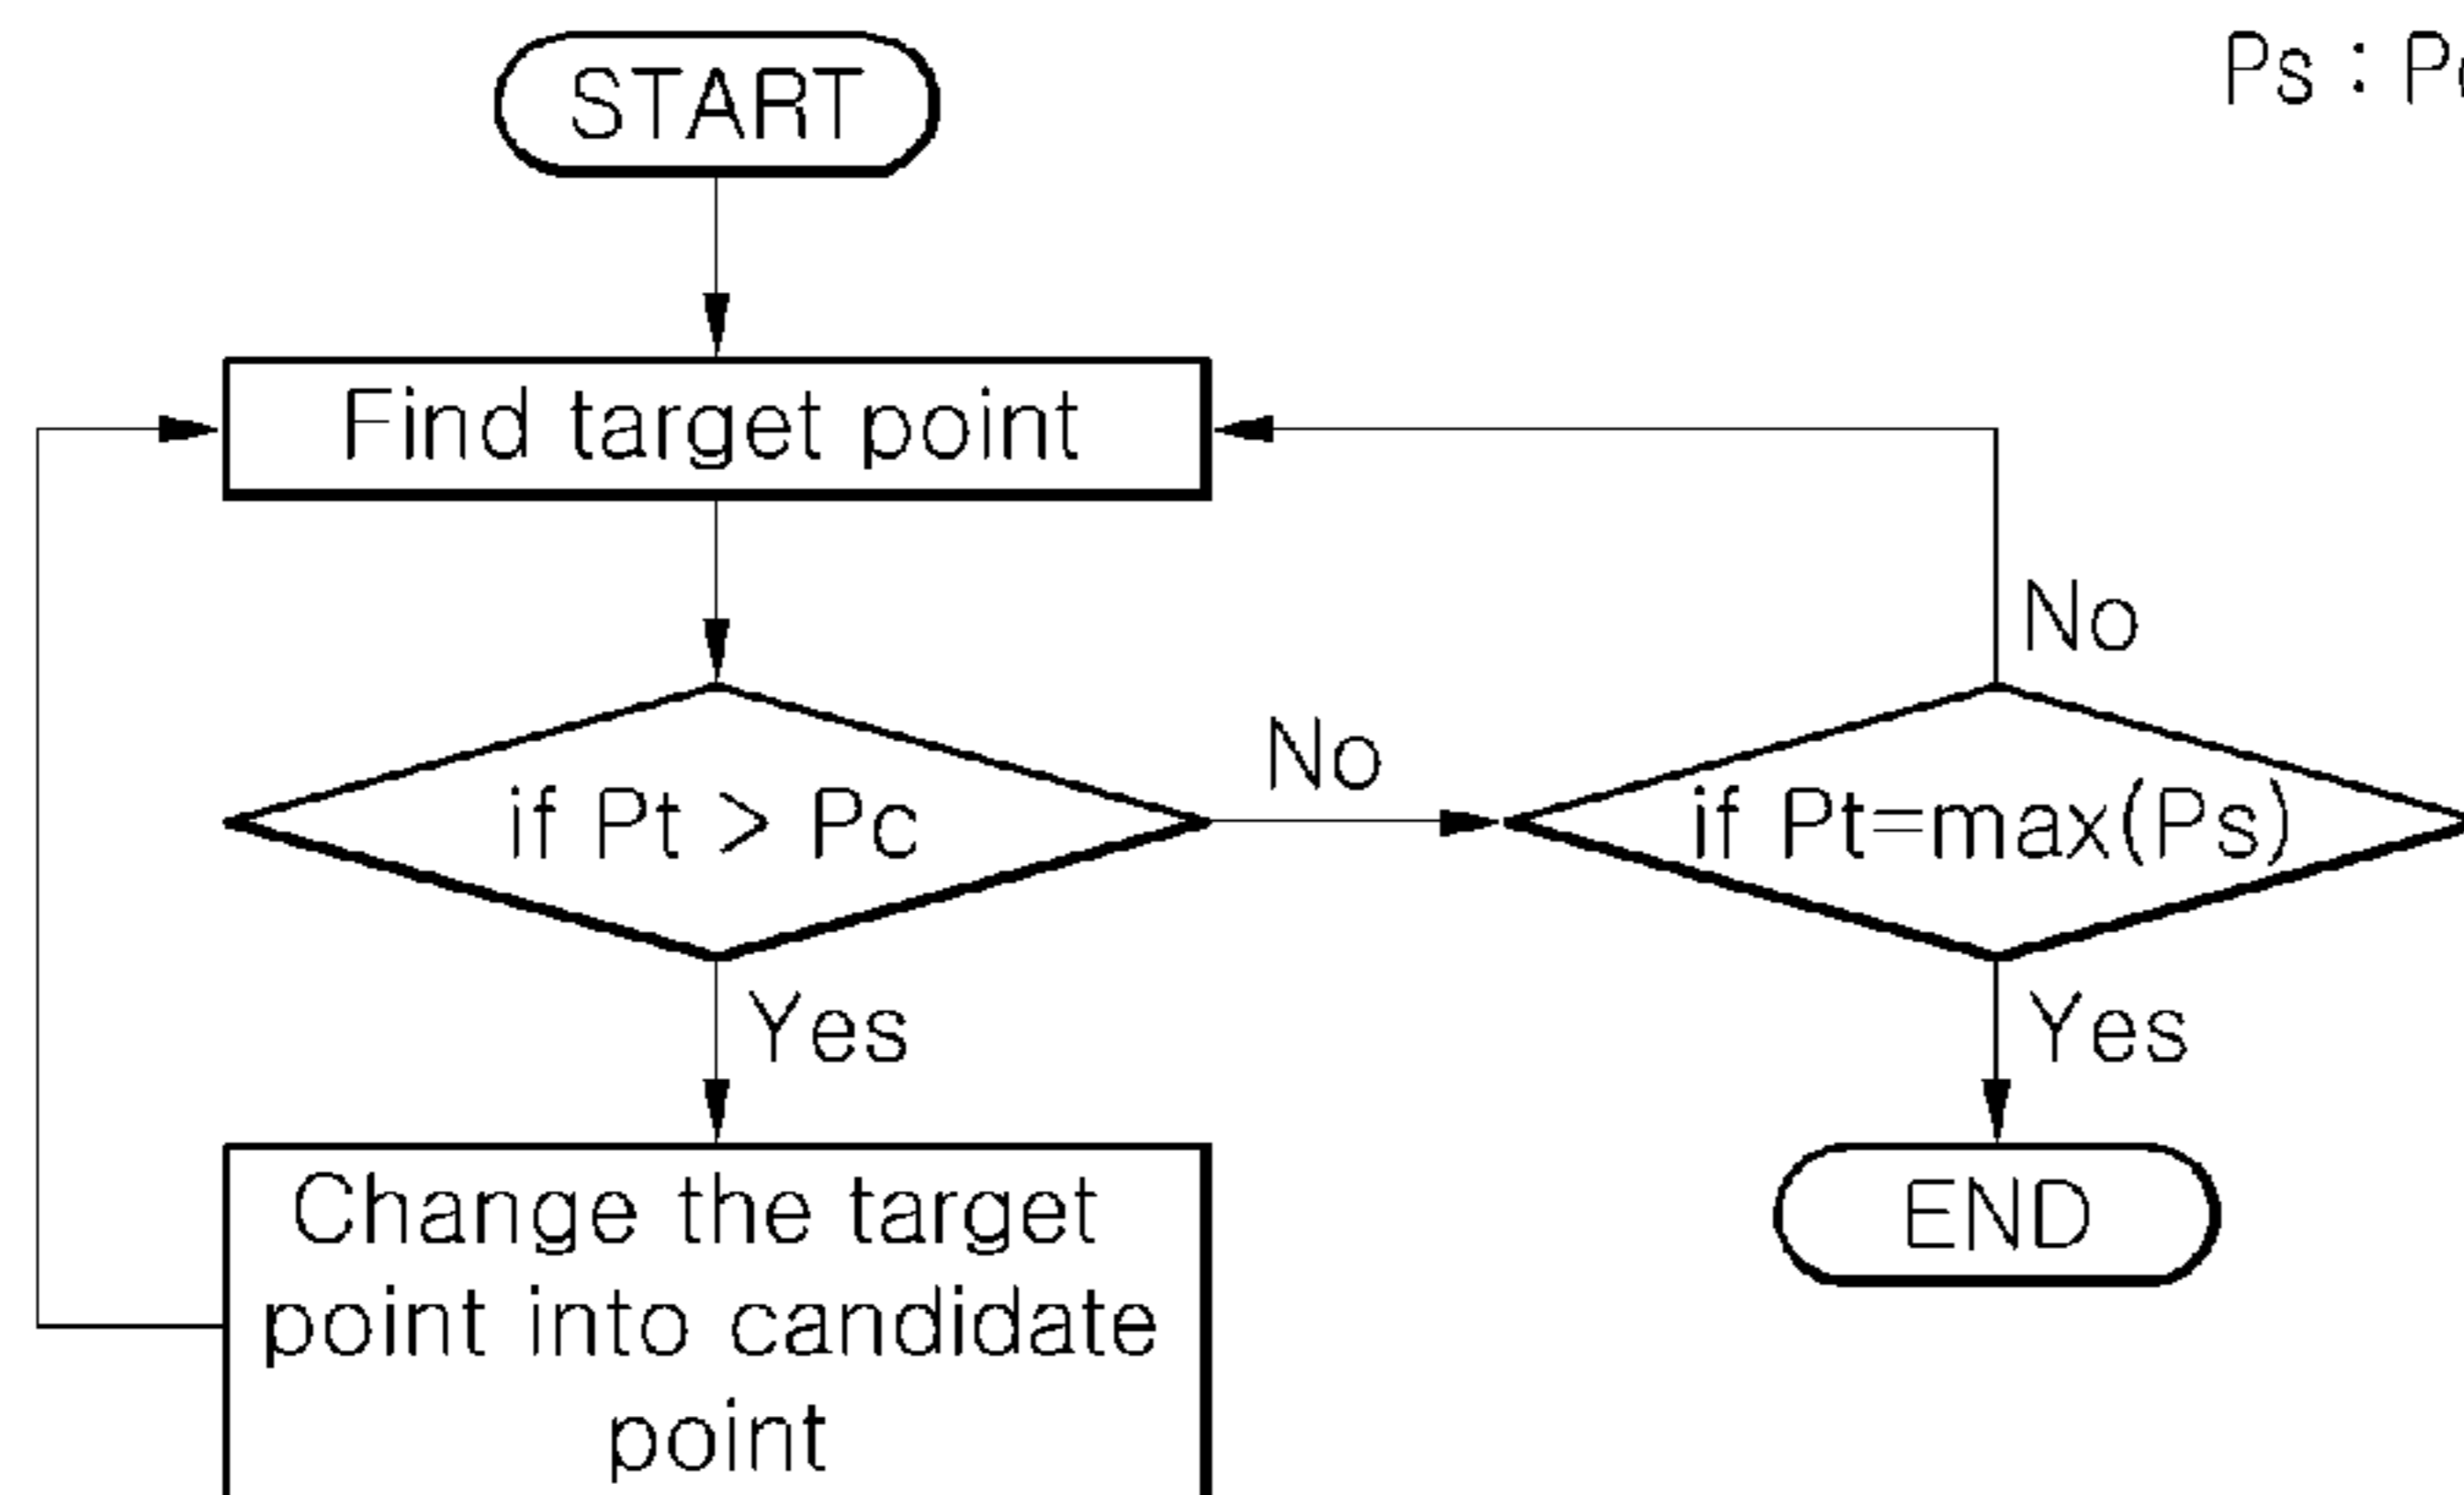 START
Ps :
Find target point
No
No
if Pt > Pc
if Pt=max(Ps)
Yes
Yes
Change the target
point into candidate
point
END